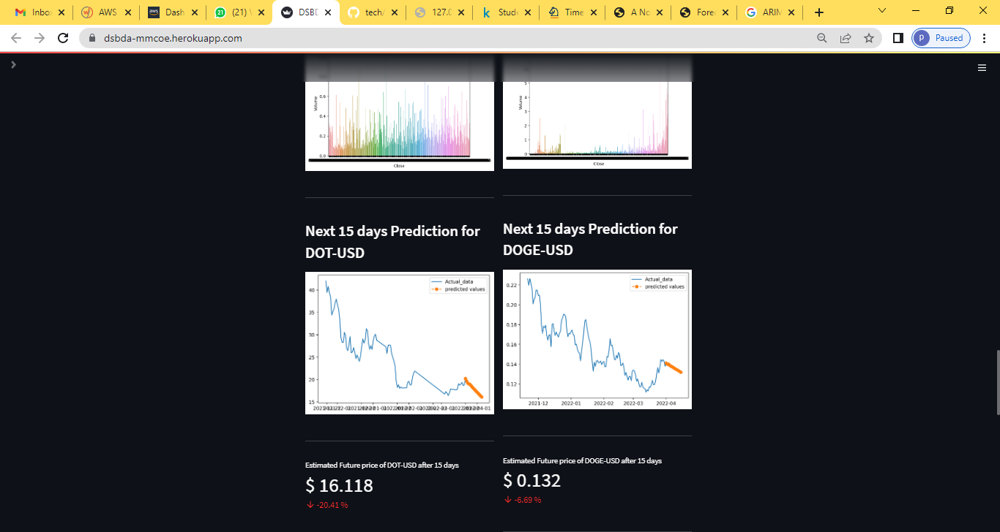 Inbo
AWS
Dash
(21)
DSBD
tech/
127.0
Stude
Time
A No
Fore
ARIM
dsbda-mmcoe.herokuapp.com
P
Paused
0.6
0.4
0.2
0.0
Volume
Close
5
4
3
2
1
0
Volume
Close
Next 15 days Prediction for
DOT-USD
Next 15 days Prediction for
DOGE-USD
Actual_data
predicted values
40
35
30
25
20
15
Actual_data
predicted values
0.22
0.20
0.18
0.16
0.14
0.12
2021-12
2022-01
2022-02
2022-03
2022-04
Estimated Future price of DOT-USD after 15 days
$ 16.118
-20.41 %
Estimated Future price of DOGE-USD after 15 days
$ 0.132
-6.69 %